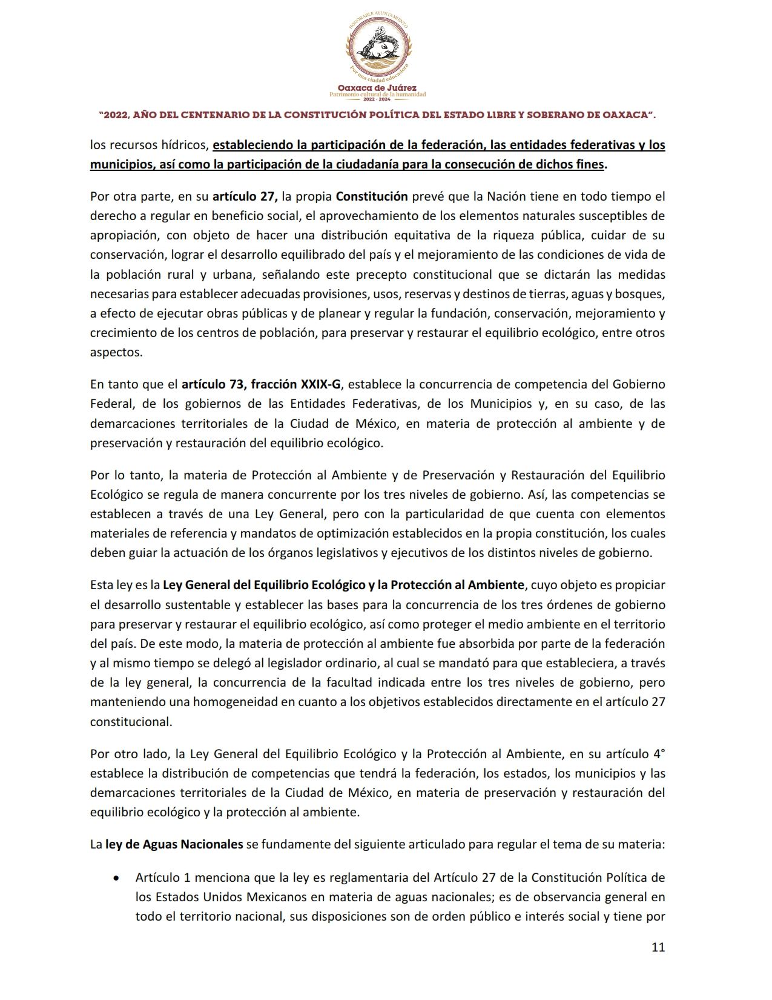 HONORABLE AYUNTAMIENTO
Por una ciudad educadora
Oaxaca de Juárez
Patrimonio cultural de la humanidad
2022 - 2024
“2022, AÑO DEL CENTENARIO DE LA CONSTITUCIÓN POLÍTICA DEL ESTADO LIBRE Y SOBERANO DE OAXACA”.
los recursos hídricos, estableciendo la participación de la federación, las entidades federativas y los
municipios, así como la participación de la ciudadanía para la consecución de dichos fines.
Por otra parte, en su artículo 27, la propia Constitución prevé que la Nación tiene en todo tiempo el
derecho a regular en beneficio social, el aprovechamiento de los elementos naturales susceptibles de
apropiación, con objeto de hacer una distribución equitativa de la riqueza pública, cuidar de su
conservación, lograr el desarrollo equilibrado del país y el mejoramiento de las condiciones de vida de
la población rural y urbana, señalando este precepto constitucional que se dictarán las medidas
necesarias para establecer adecuadas provisiones, usos, reservas y destinos de tierras, aguas y bosques,
a efecto de ejecutar obras públicas y de planear y regular la fundación, conservación, mejoramiento y
crecimiento de los centros de población, para preservar y restaurar el equilibrio ecológico, entre otros
aspectos.
En tanto que el artículo 73, fracción XXIX-G, establece la concurrencia de competencia del Gobierno
Federal, de los gobiernos de las Entidades Federativas, de los Municipios y, en su caso, de las
demarcaciones territoriales de la Ciudad de México, en materia de protección al ambiente y de
preservación y restauración del equilibrio ecológico.
Por lo tanto, la materia de Protección al Ambiente y de Preservación y Restauración del Equilibrio
Ecológico se regula de manera concurrente por los tres niveles de gobierno. Así, las competencias se
establecen a través de una Ley General, pero con la particularidad de que cuenta con elementos
materiales de referencia y mandatos de optimización establecidos en la propia constitución, los cuales
deben guiar la actuación de los órganos legislativos y ejecutivos de los distintos niveles de gobierno.
Esta ley es la Ley General del Equilibrio Ecológico y la Protección al Ambiente, cuyo objeto es propiciar
el desarrollo sustentable y establecer las bases para la concurrencia de los tres órdenes de gobierno
para preservar y restaurar el equilibrio ecológico, así como proteger el medio ambiente en el territorio
del país. De este modo, la materia de protección al ambiente fue absorbida por parte de la federación
y al mismo tiempo se delegó al legislador ordinario, al cual se mandató para que estableciera, a través
de la ley general, la concurrencia de la facultad indicada entre los tres niveles de gobierno, pero
manteniendo una homogeneidad en cuanto a los objetivos establecidos directamente en el artículo 27
constitucional.
Por otro lado, la Ley General del Equilibrio Ecológico y la Protección al Ambiente, en su artículo 4°
establece la distribución de competencias que tendrá la federación, los estados, los municipios y las
demarcaciones territoriales de la Ciudad de México, en materia de preservación y restauración del
equilibrio ecológico y la protección al ambiente.
La ley de Aguas Nacionales se fundamente del siguiente articulado para regular el tema de su materia:
• Artículo 1 menciona que la ley es reglamentaria del Artículo 27 de la Constitución Política de
los Estados Unidos Mexicanos en materia de aguas nacionales; es de observancia general en
todo el territorio nacional, sus disposiciones son de orden público e interés social y tiene por
11